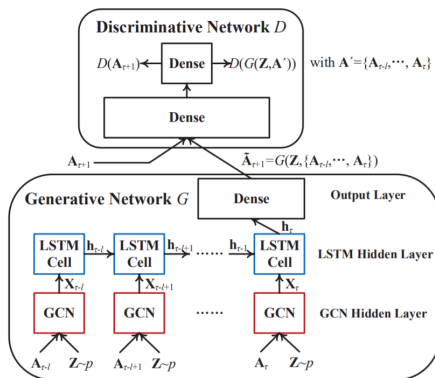 Discriminative Network D
D(A_{τ+1}) Dense D(G(Z,A´)) with A´={A_{τ-l},⋯, A_τ}
Dense
A_{τ+1} Ã_{τ+1}=G(Z,{A_{τ-l},⋯, A_τ})
Generative Network G Dense Output Layer
h_τ
LSTM Cell h_{τ-l} LSTM Cell h_{τ-l+1} ⋯⋯ h_{τ-1} LSTM Cell LSTM Hidden Layer
X_{τ-l} X_{τ-l+1} X_τ
GCN GCN ⋯⋯ GCN GCN Hidden Layer
A_{τ-l} Z~p A_{τ-l+1} Z~p A_τ Z~p